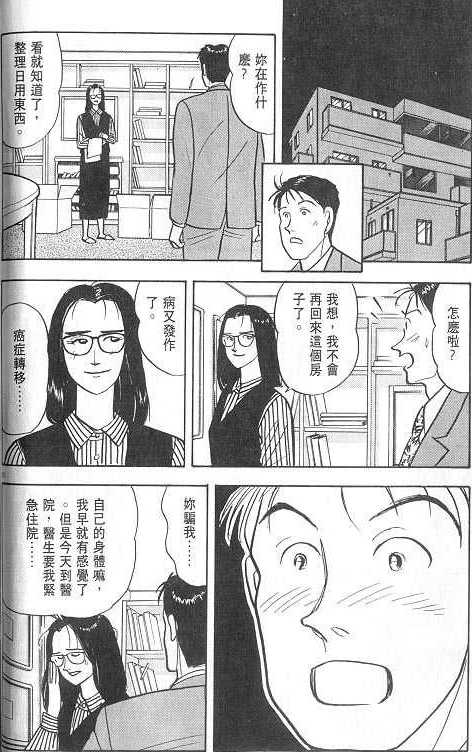 妳在作什
麼？
看就知道了，
整理日用東西。
怎麼啦？
我想，我不會
再回來這個房
子了。
病又發作
了。
癌症轉移……
妳騙我……
自己的身體嘛，
我早就有感覺了
。但是今天到醫
院，醫生要我緊
急住院……